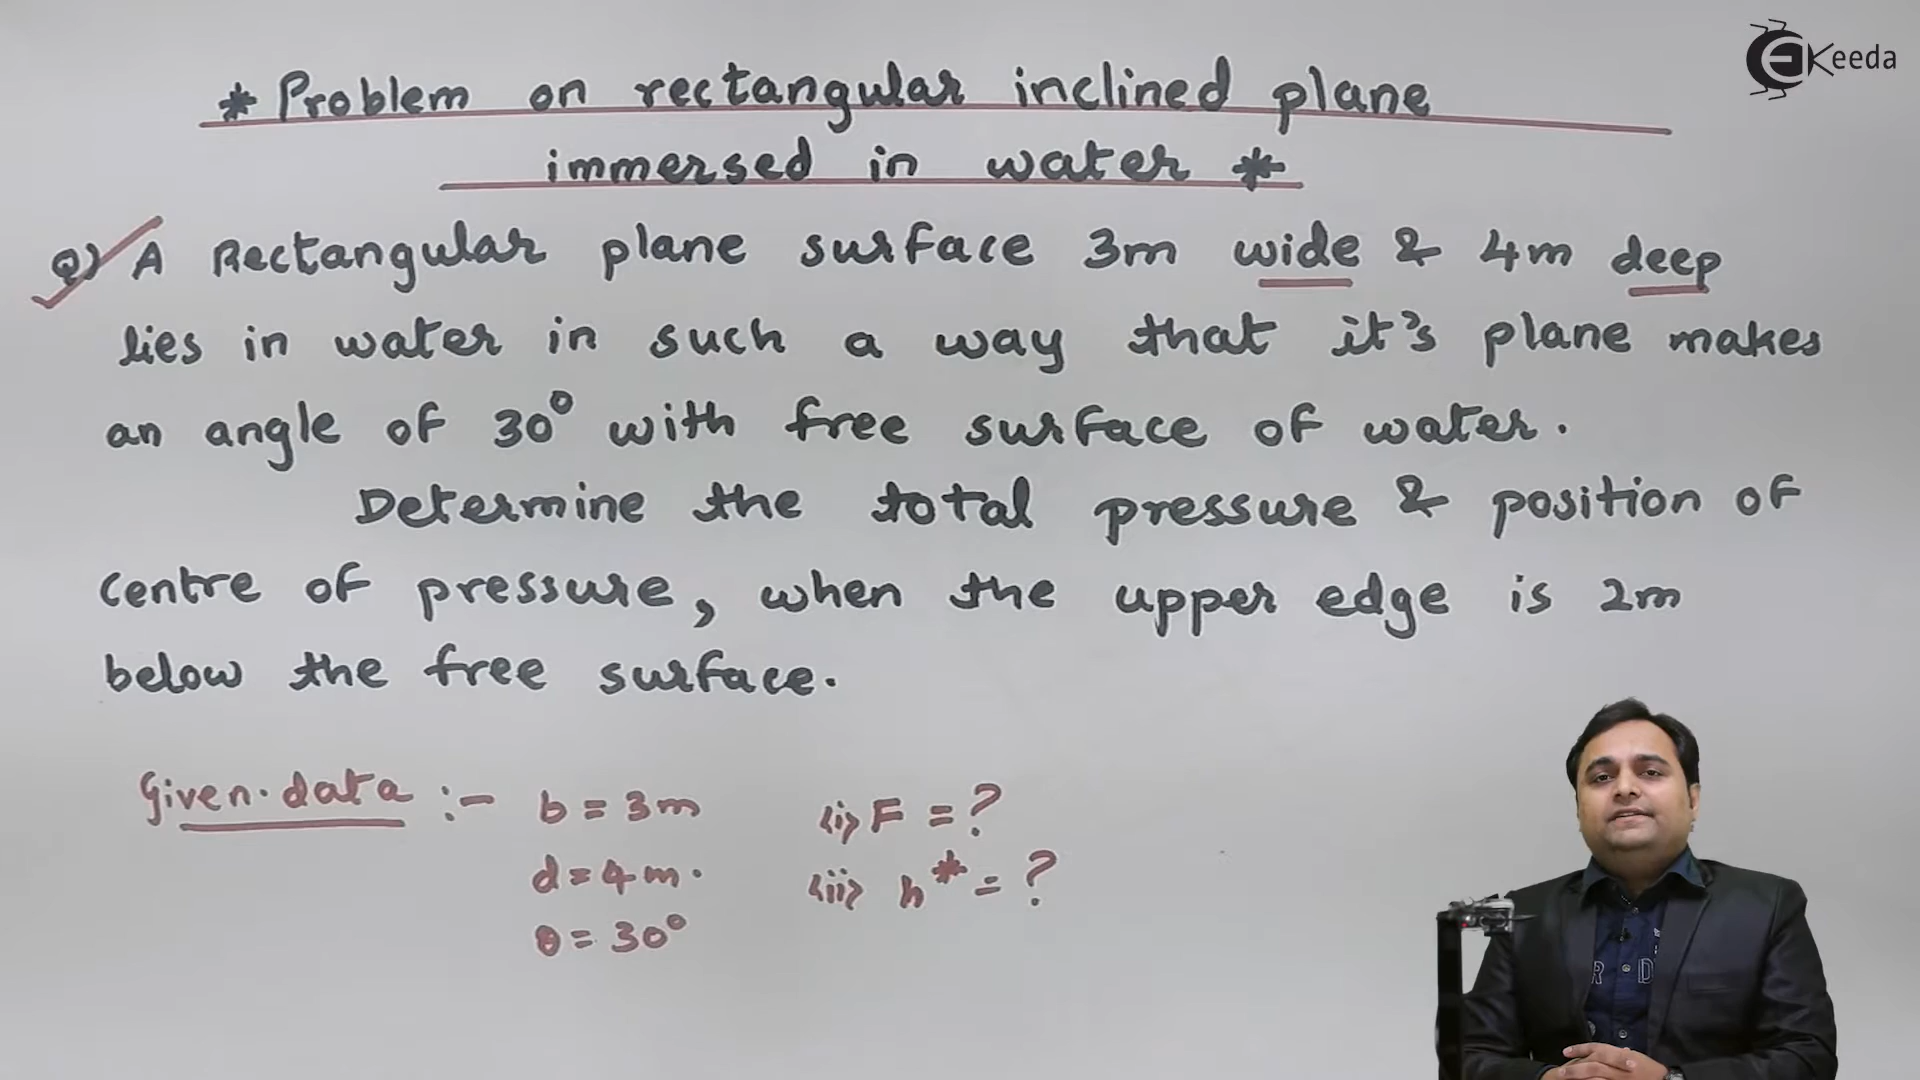 EKeeda
* Problem on rectangular inclined plane
immersed in water *
Q) A Rectangular plane surface 3m wide & 4m deep
lies in water in such a way that it's plane makes
an angle of 30° with free surface of water.
Determine the total pressure & position of
centre of pressure, when the upper edge is 2m
below the free surface.
Given data :- b = 3m (i) F = ?
d = 4m. (ii) h* = ?
θ = 30°
R D